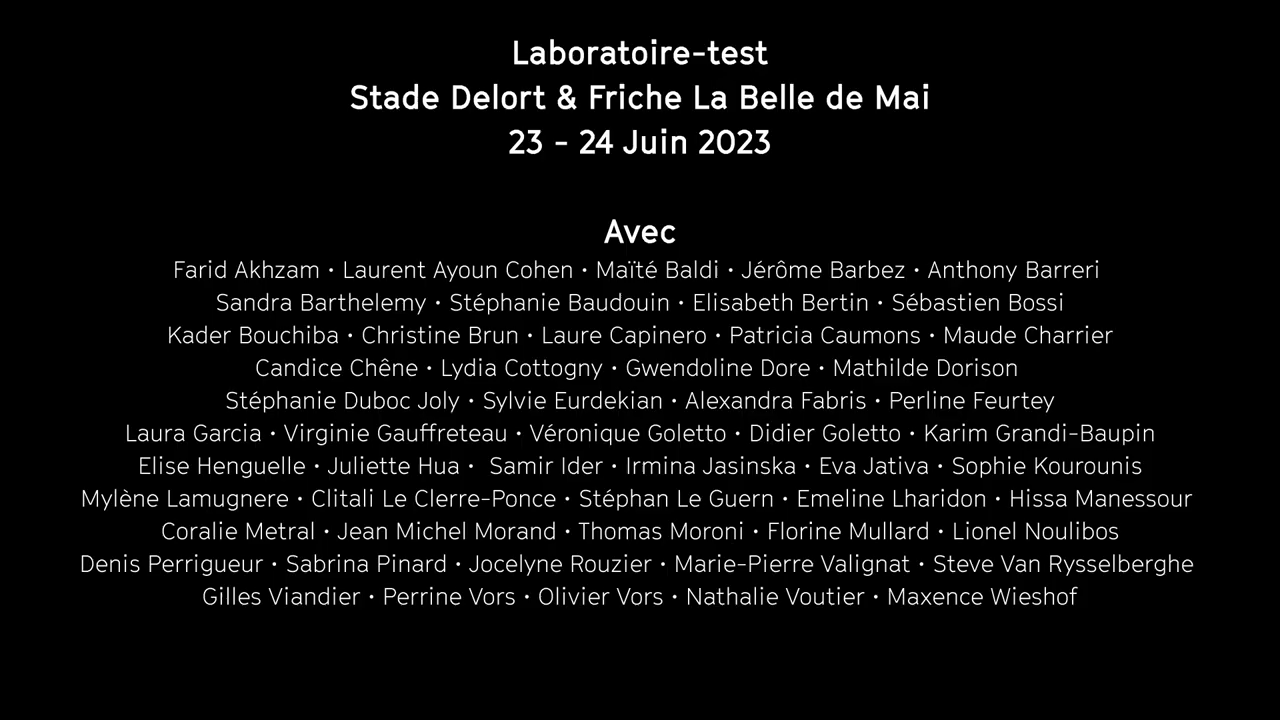 Laboratoire-test
Stade Delort & Friche La Belle de Mai
23 - 24 Juin 2023
Avec
Farid Akhzam • Laurent Ayoun Cohen • Maïté Baldi • Jérôme Barbez • Anthony Barreri
Sandra Barthelemy • Stéphanie Baudouin • Elisabeth Bertin • Sébastien Bossi
Kader Bouchiba • Christine Brun • Laure Capinero • Patricia Caumons • Maude Charrier
Candice Chêne • Lydia Cottogny • Gwendoline Dore • Mathilde Dorison
Stéphanie Duboc Joly • Sylvie Eurdekian • Alexandra Fabris • Perline Feurtey
Laura Garcia • Virginie Gauffreteau • Véronique Goletto • Didier Goletto • Karim Grandi-Baupin
Elise Henguelle • Juliette Hua • Samir Ider • Irmina Jasinska • Eva Jativa • Sophie Kourounis
Mylène Lamugnere • Clitali Le Clerre-Ponce • Stéphan Le Guern • Emeline Lharidon • Hissa Manessour
Coralie Metral • Jean Michel Morand • Thomas Moroni • Florine Mullard • Lionel Noulibos
Denis Perrigueur • Sabrina Pinard • Jocelyne Rouzier • Marie-Pierre Valignat • Steve Van Rysselberghe
Gilles Viandier • Perrine Vors • Olivier Vors • Nathalie Voutier • Maxence Wieshof